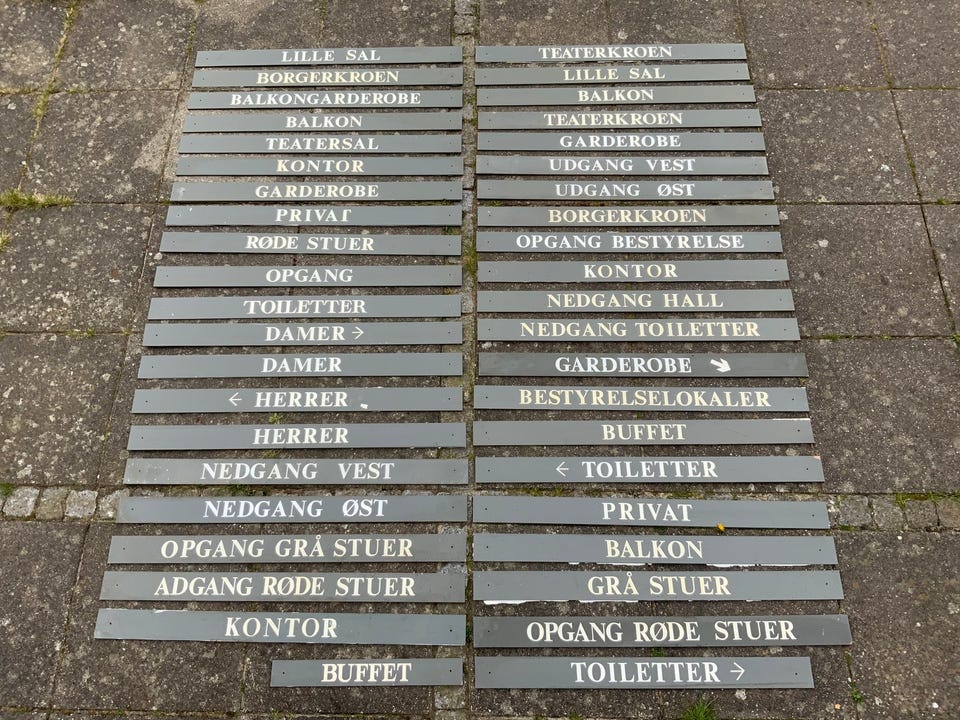 LILLE SAL
BORGERKROEN
BALKONGARDEROBE
BALKON
TEATERSAL
KONTOR
GARDEROBE
PRIVAT
RØDE STUER
OPGANG
TOILETTER
DAMER →
DAMER
← HERRER
HERRER
NEDGANG VEST
NEDGANG ØST
OPGANG GRÅ STUER
ADGANG RØDE STUER
KONTOR
BUFFET
TEATERKROEN
LILLE SAL
BALKON
TEATERKROEN
GARDEROBE
UDGANG VEST
UDGANG ØST
BORGERKROEN
OPGANG BESTYRELSE
KONTOR
NEDGANG HALL
NEDGANG TOILETTER
GARDEROBE ↘
BESTYRELSELOKALER
BUFFET
← TOILETTER
PRIVAT
BALKON
GRÅ STUER
OPGANG RØDE STUER
TOILETTER →